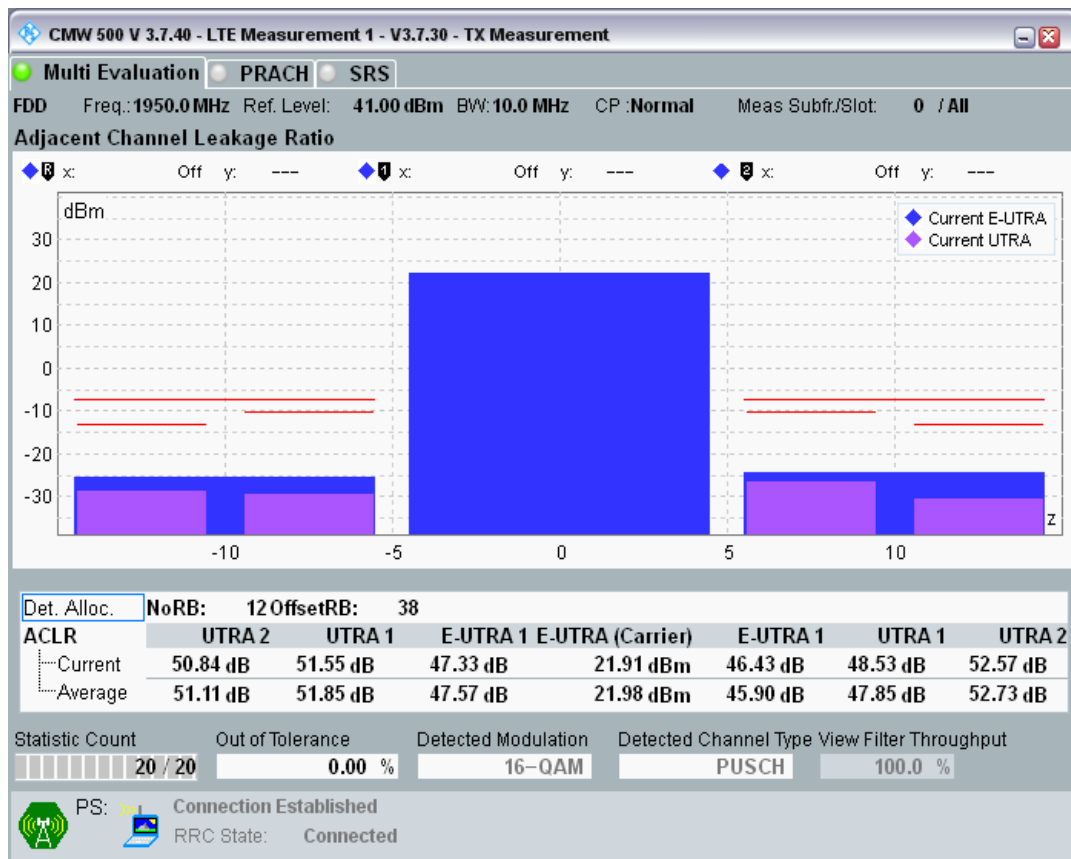 CMW 500 V 3.7.40 - LTE Measurement 1 - V3.7.30 - TX Measurement
Multi Evaluation PRACH SRS
FDD Freq.:1950.0 MHz Ref. Level: 41.00 dBm BW:10.0 MHz CP :Normal Meas Subfr./Slot: 0 / All
Adjacent Channel Leakage Ratio
R x: Off y: --- 1 x: Off y: --- 2 x: Off y: ---
dBm
Current E-UTRA
Current UTRA
30
20
10
0
-10
-20
-30
z
-10 -5 0 5 10
Det. Alloc. NoRB: 12 OffsetRB: 38
ACLR UTRA 2 UTRA 1 E-UTRA 1 E-UTRA (Carrier) E-UTRA 1 UTRA 1 UTRA 2
Current 50.84 dB 51.55 dB 47.33 dB 21.91 dBm 46.43 dB 48.53 dB 52.57 dB
Average 51.11 dB 51.85 dB 47.57 dB 21.98 dBm 45.90 dB 47.85 dB 52.73 dB
Statistic Count Out of Tolerance Detected Modulation Detected Channel Type View Filter Throughput
20 / 20 0.00 % 16-QAM PUSCH 100.0 %
PS: Connection Established
RRC State: Connected